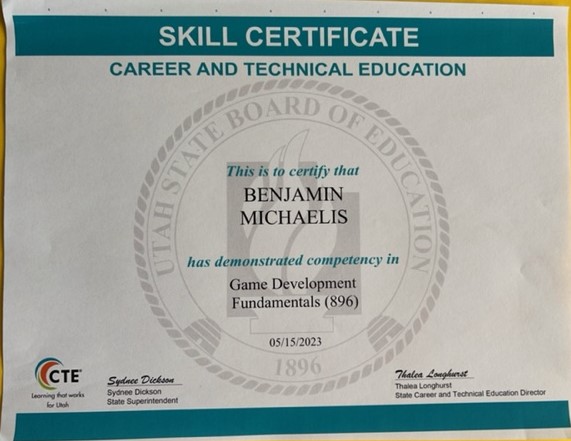 SKILL CERTIFICATE
CAREER AND TECHNICAL EDUCATION
UTAH STATE BOARD OF EDUCATION
This is to certify that
BENJAMIN
MICHAELIS
has demonstrated competency in
Game Development
Fundamentals (896)
05/15/2023
1896
CTE
Learning that works
for Utah
Sydnee Dickson
Sydnee Dickson
State Superintendent
Thalea Longhurst
Thalea Longhurst
State Career and Technical Education Director